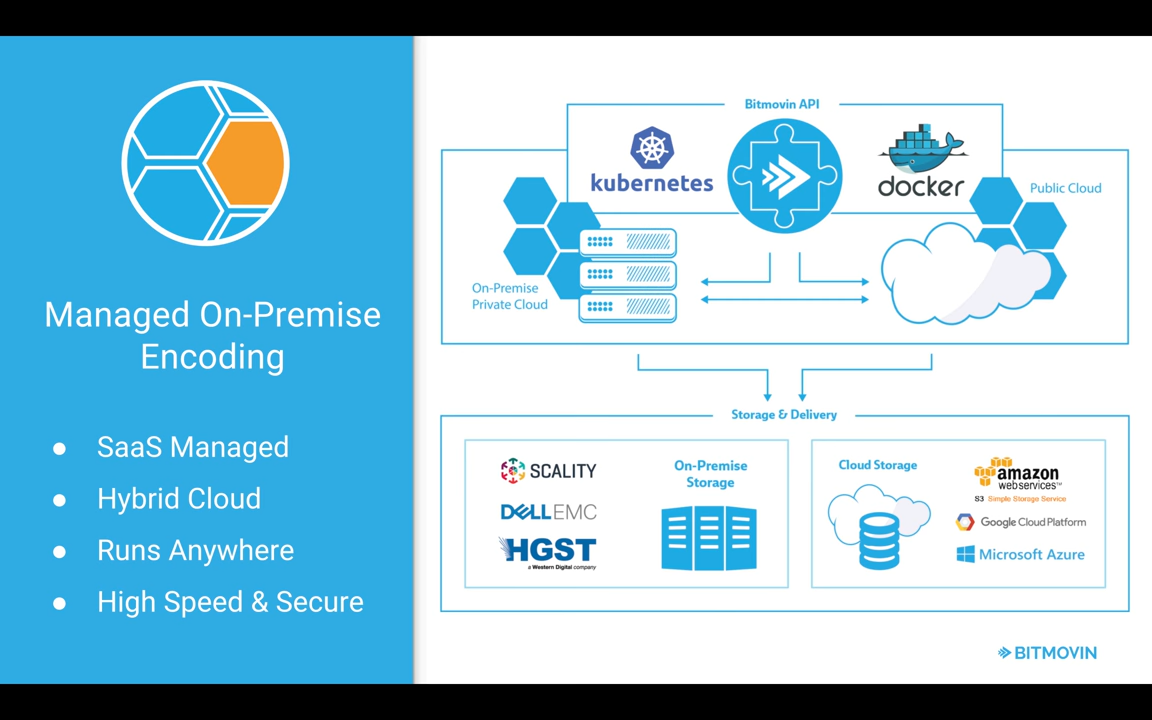 Managed On-Premise
Encoding
● SaaS Managed
● Hybrid Cloud
● Runs Anywhere
● High Speed & Secure
Bitmovin API
kubernetes
docker
Public Cloud
On-Premise
Private Cloud
Storage & Delivery
SCALITY
DELLEMC
HGST
a Western Digital company
On-Premise
Storage
Cloud Storage
amazon
webservices™
S3 Simple Storage Service
Google Cloud Platform
Microsoft Azure
BITMOVIN